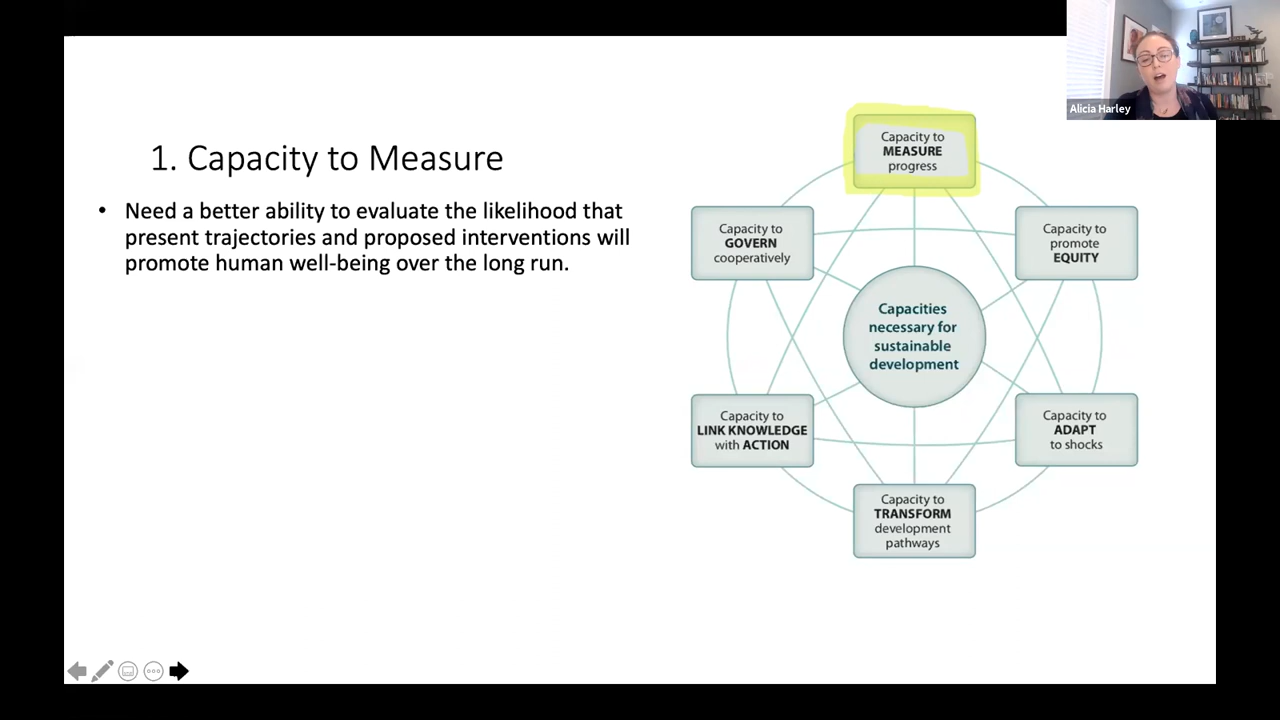 Alicia Harley
1. Capacity to Measure
• Need a better ability to evaluate the likelihood that
present trajectories and proposed interventions will
promote human well-being over the long run.
Capacity to
MEASURE
progress
Capacity to
GOVERN
cooperatively
Capacity to
promote
EQUITY
Capacities
necessary for
sustainable
development
Capacity to
LINK KNOWLEDGE
with ACTION
Capacity to
ADAPT
to shocks
Capacity to
TRANSFORM
development
pathways